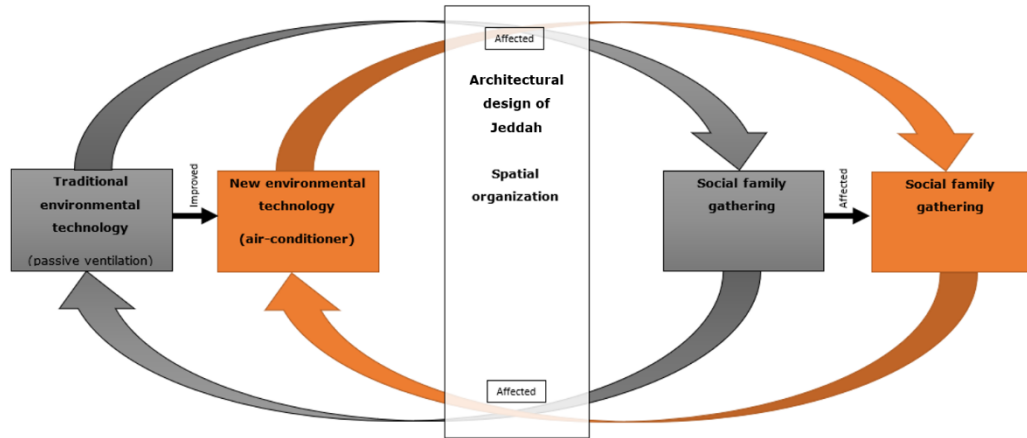 Affected
Architectural
design of
Jeddah
Spatial
organization
Traditional
environmental
technology
(passive ventilation)
Improved
New environmental
technology
(air-conditioner)
Social family
gathering
Affected
Social family
gathering
Affected